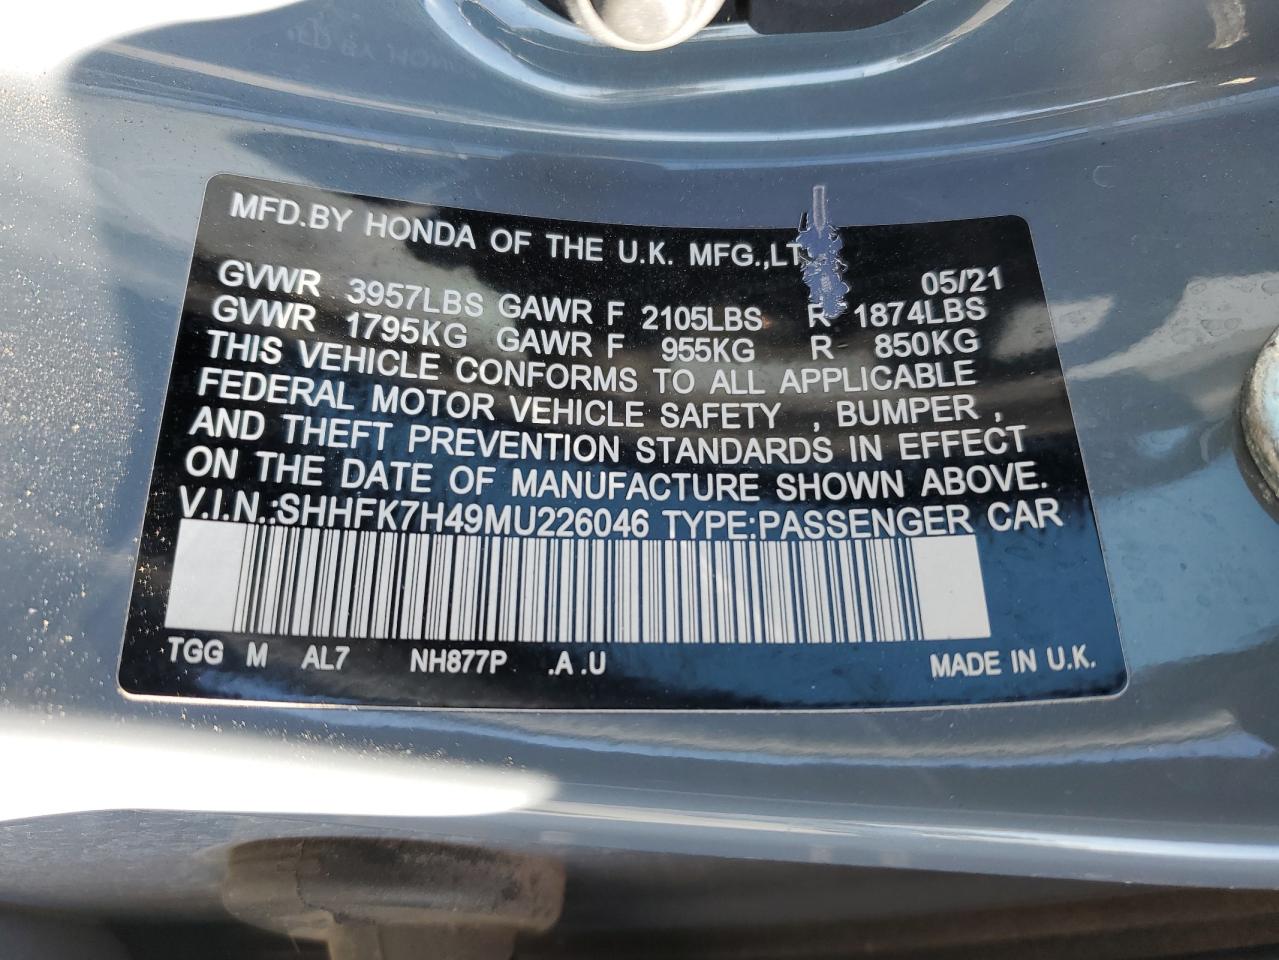 MFD.BY HONDA OF THE U.K. MFG.,LT
05/21
GVWR 3957LBS GAWR F 2105LBS R 1874LBS
GVWR 1795KG GAWR F 955KG R 850KG
THIS VEHICLE CONFORMS TO ALL APPLICABLE
FEDERAL MOTOR VEHICLE SAFETY , BUMPER ,
AND THEFT PREVENTION STANDARDS IN EFFECT
ON THE DATE OF MANUFACTURE SHOWN ABOVE.
V.I.N.:SHHFK7H49MU226046 TYPE:PASSENGER CAR
TGG M AL7 NH877P .A .U MADE IN U.K.